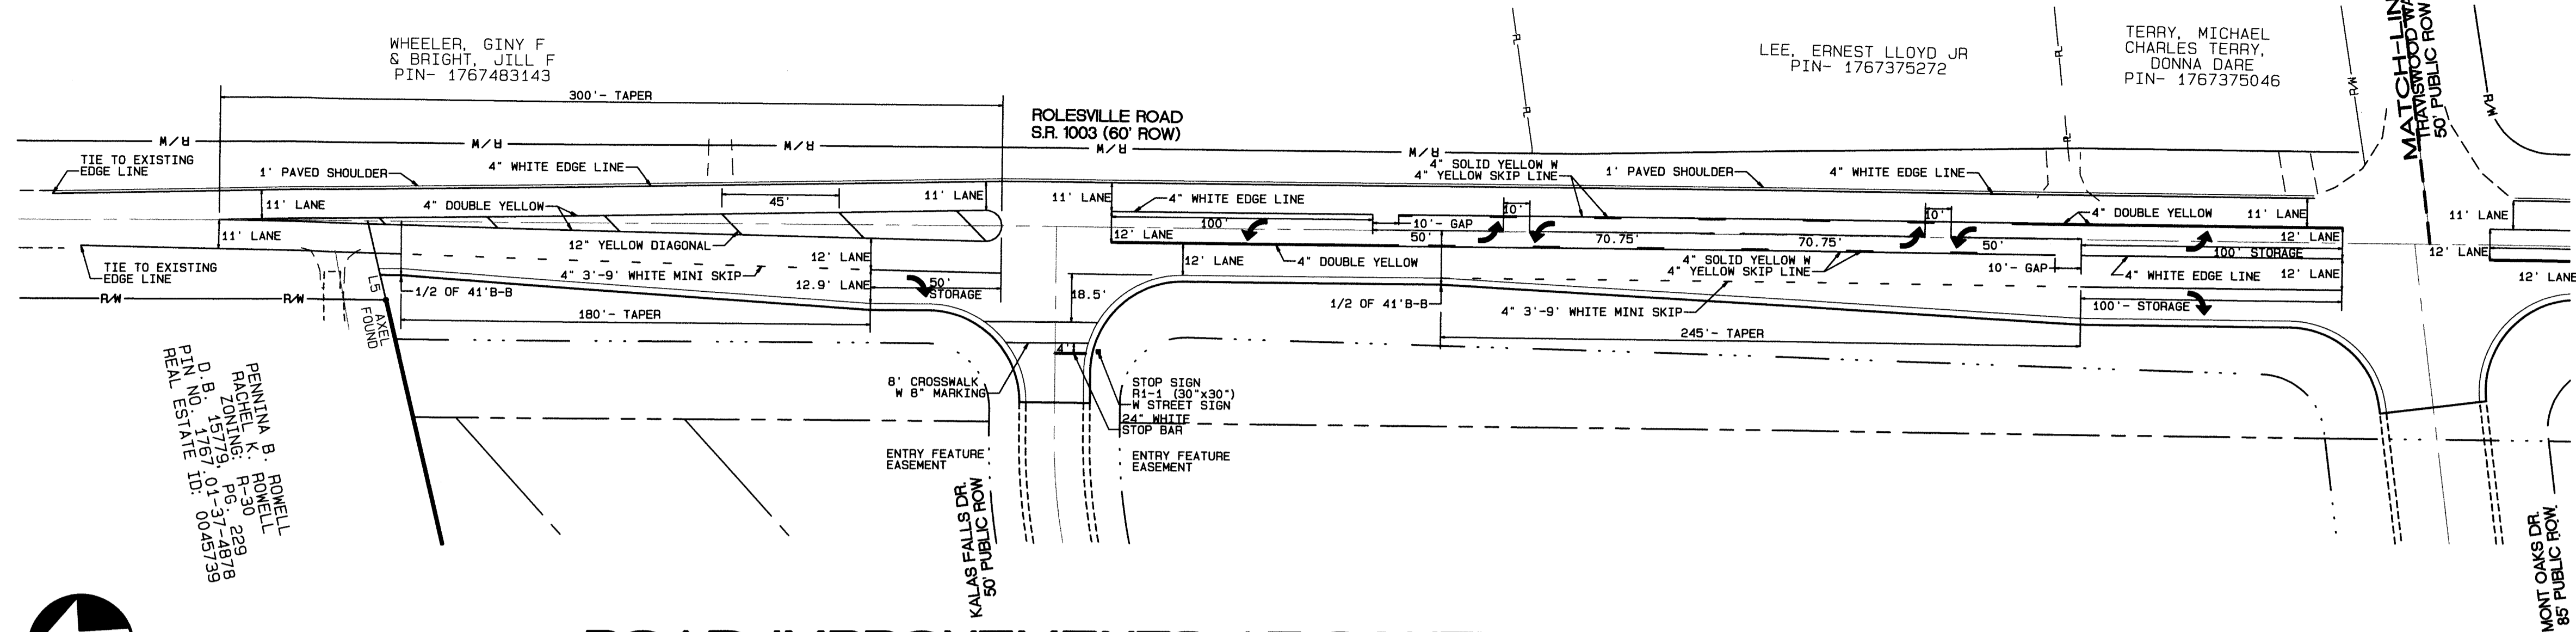 WHEELER, GINY F
& BRIGHT, JILL F
PIN- 1767483143
LEE, ERNEST LLOYD JR
PIN- 1767375272
TERRY, MICHAEL
CHARLES TERRY,
DONNA DARE
PIN- 1767375046
MATCH-LIN
TRAVISWOOD WA
50' PUBLIC ROW
300'- TAPER
ROLESVILLE ROAD
S.R. 1003 (60' ROW)
R/W
R/W
R/W
R/W
R/W
R/W
R/W
PL
PL
PL
PL
TIE TO EXISTING
EDGE LINE
1' PAVED SHOULDER
4" WHITE EDGE LINE
4" SOLID YELLOW W
4" YELLOW SKIP LINE
1' PAVED SHOULDER
4" WHITE EDGE LINE
11' LANE
4" DOUBLE YELLOW
45'
11' LANE
11' LANE
4" WHITE EDGE LINE
100'
10'- GAP
10'
10'
4" DOUBLE YELLOW
11' LANE
11' LANE
11' LANE
12" YELLOW DIAGONAL
12' LANE
50'
70.75'
70.75'
50'
12' LANE
100' STORAGE
12' LANE
TIE TO EXISTING
EDGE LINE
4" 3'-9' WHITE MINI SKIP
12' LANE
12.9' LANE
50'
STORAGE
12' LANE
4" DOUBLE YELLOW
4" SOLID YELLOW W
4" YELLOW SKIP LINE
10'- GAP
4" WHITE EDGE LINE
12' LANE
12' LANE
R/W
R/W
L5
1/2 OF 41'B-B
18.5'
1/2 OF 41'B-B
4" 3'-9' WHITE MINI SKIP
100'- STORAGE
180'- TAPER
245'- TAPER
AXEL
FOUND
4'
8' CROSSWALK
W 8" MARKING
STOP SIGN
R1-1 (30"x30")
W STREET SIGN
24" WHITE
STOP BAR
PENNINA B. ROWELL
RACHEL K. ROWELL
ZONING: R-30
D.B. 15779, PG. 229
PIN NO. 1767.01-37-4878
REAL ESTATE ID: 0045739
ENTRY FEATURE
EASEMENT
ENTRY FEATURE
EASEMENT
KALAS FALLS DR.
50' PUBLIC ROW
MONT OAKS DR.
85' PUBLIC ROW